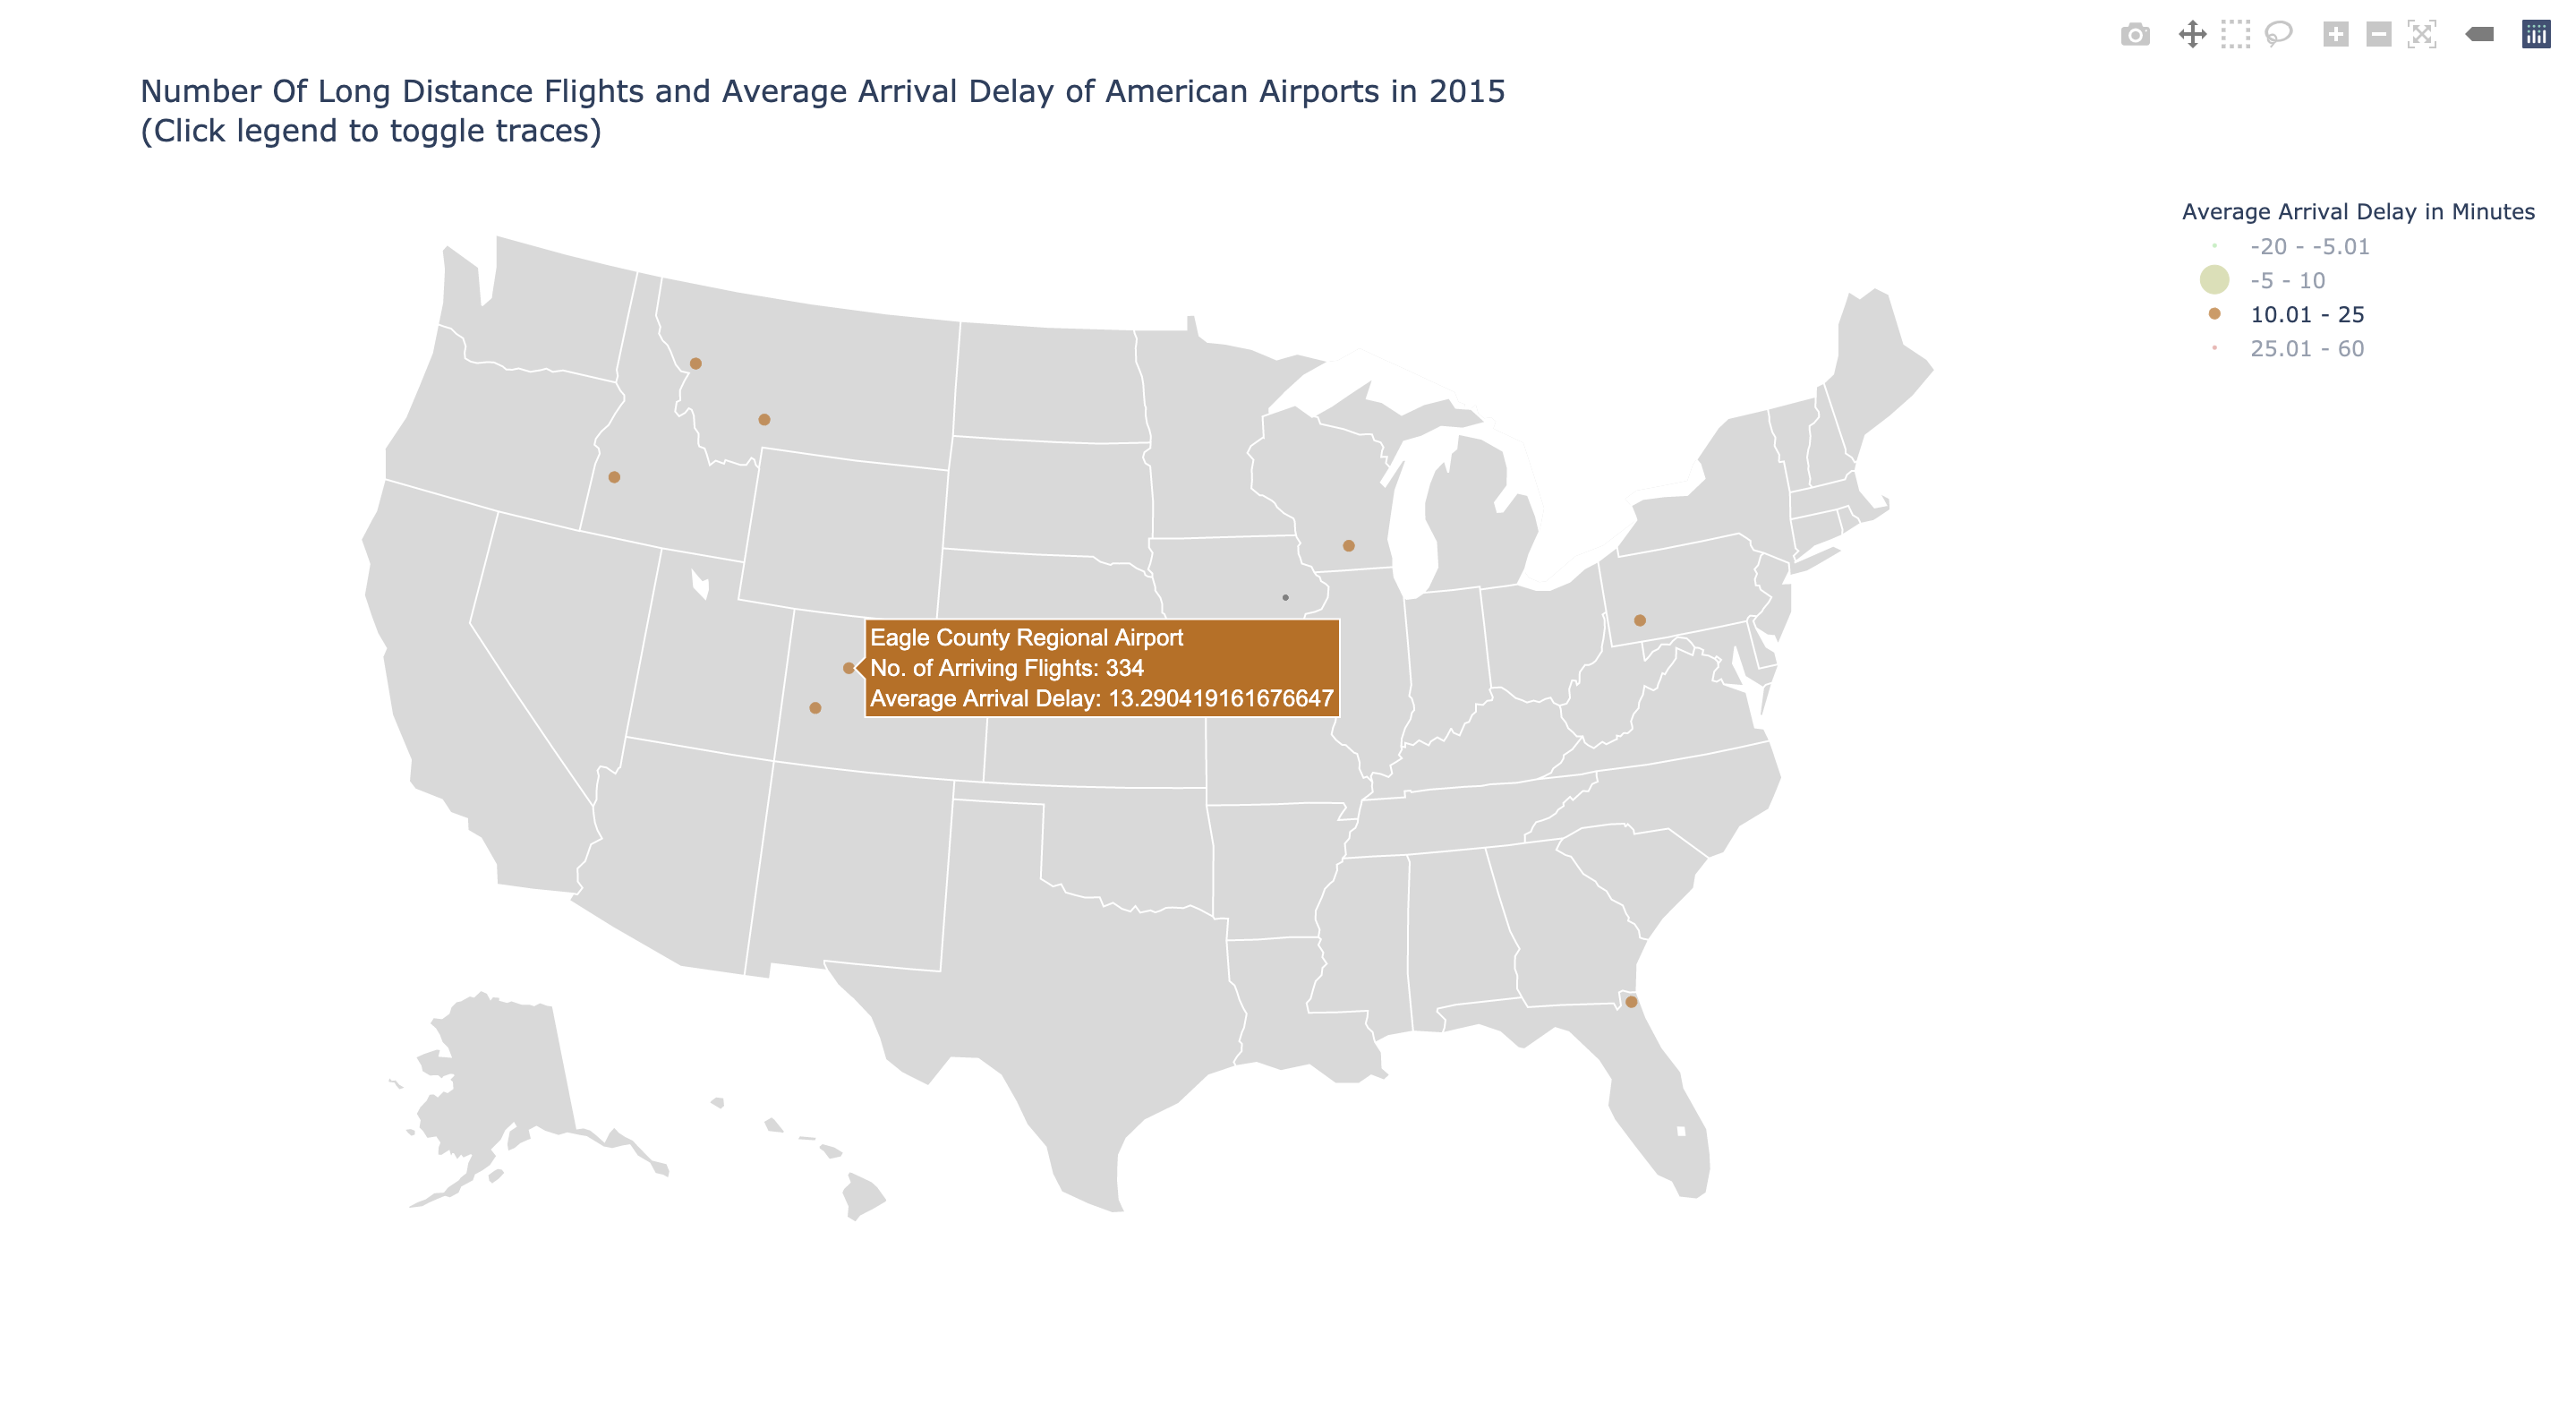 Number Of Long Distance Flights and Average Arrival Delay of American Airports in 2015
(Click legend to toggle traces)
Average Arrival Delay in Minutes
-20 - -5.01
-5 - 10
10.01 - 25
25.01 - 60
Eagle County Regional Airport
No. of Arriving Flights: 334
Average Arrival Delay: 13.290419161676647